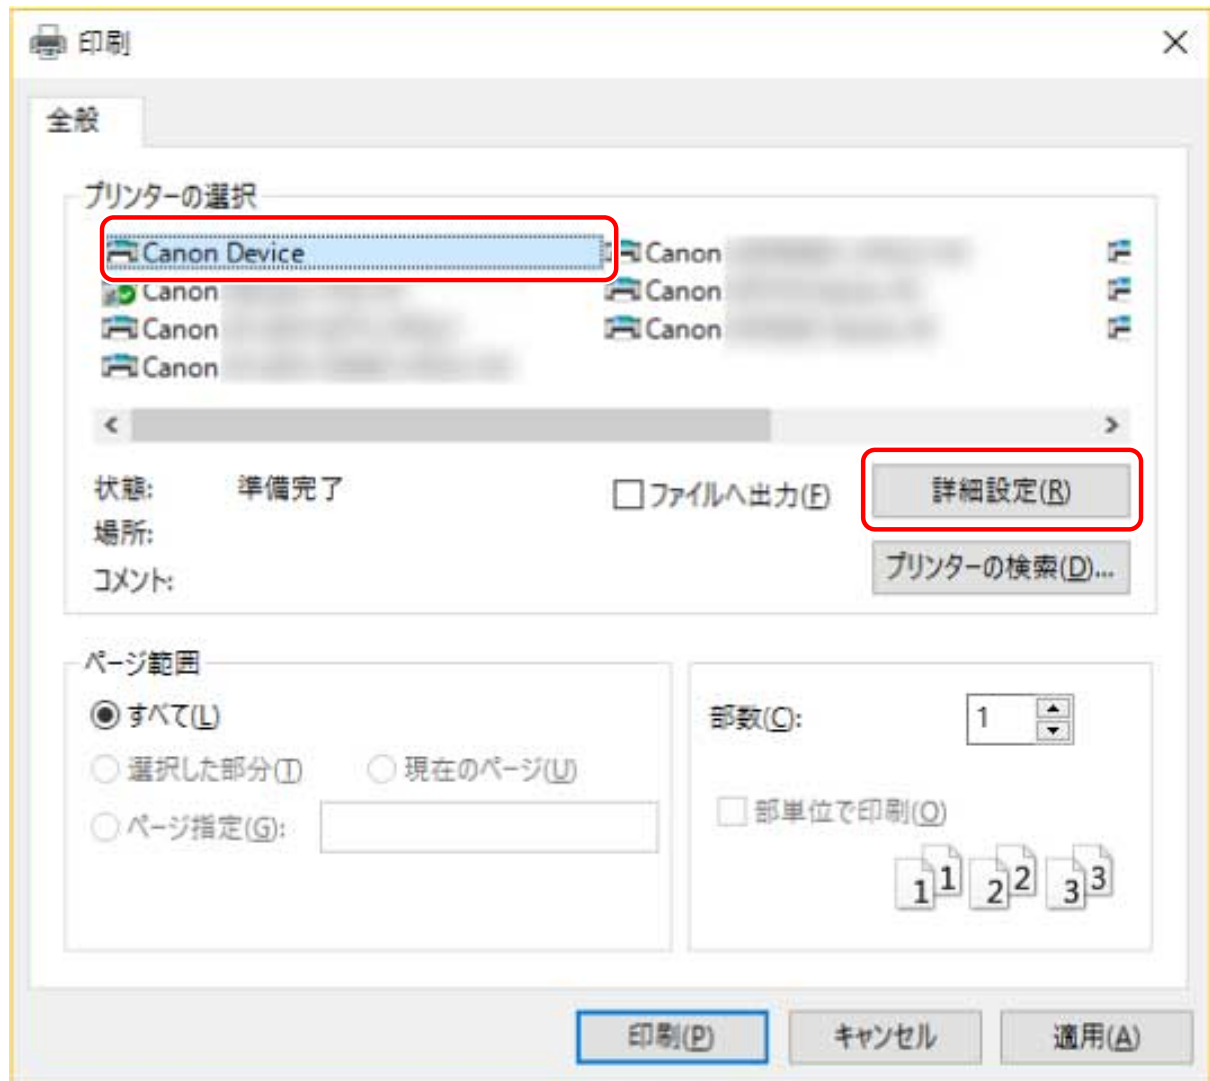 印刷
全般
プリンターの選択
Canon Device
Canon
Canon
Canon
Canon
Canon
Canon
状態: 準備完了
ファイルへ出力(F)
詳細設定(R)
場所:
プリンターの検索(D)...
コメント:
ページ範囲
すべて(L)
部数(C): 1
選択した部分(T) 現在のページ(U)
ページ指定(G):
部単位で印刷(O)
1 1 2 2 3 3
印刷(P) キャンセル 適用(A)